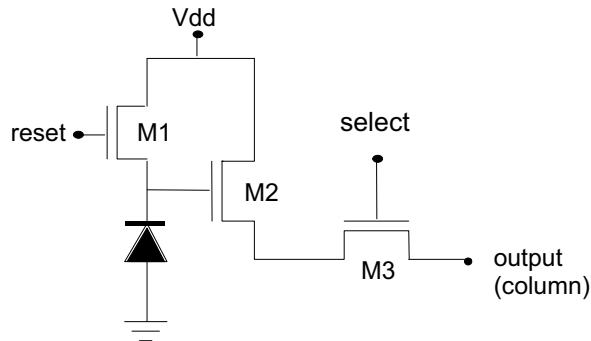 Vdd
reset
M1
select
M2
M3
output
(column)